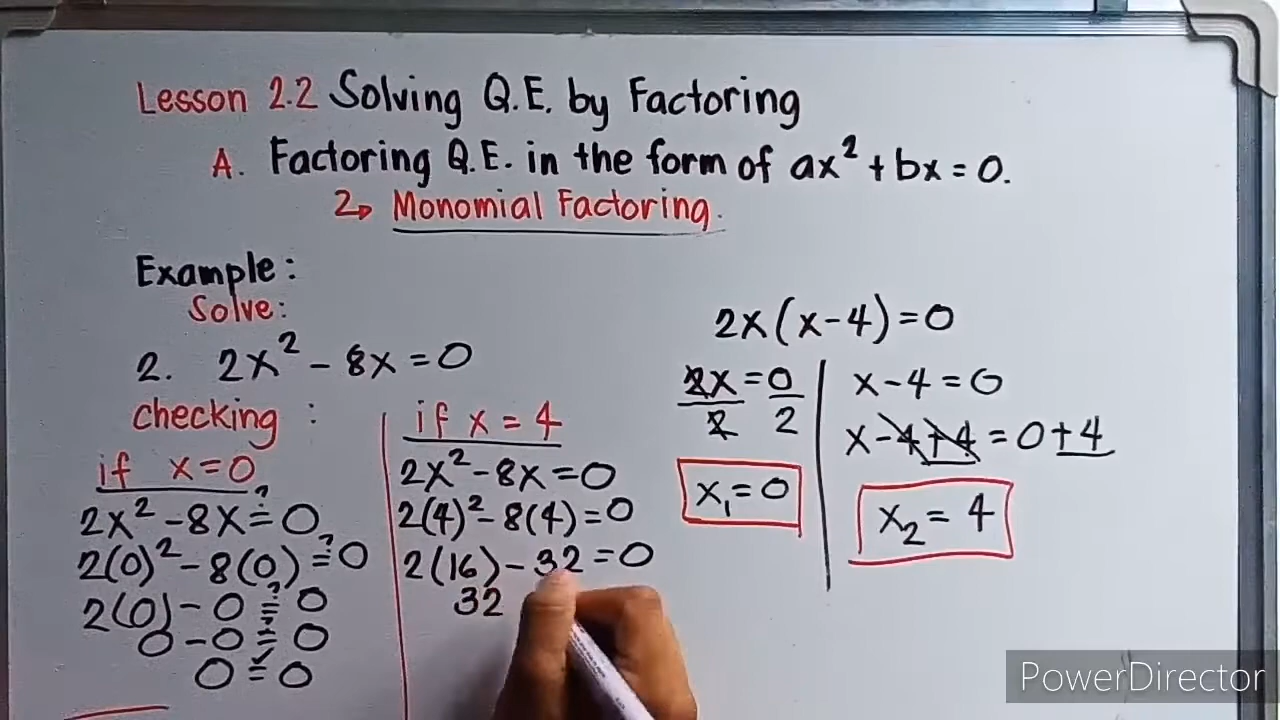 Lesson 2.2 Solving Q.E. by Factoring
A. Factoring Q.E. in the form of ax² + bx = 0.
2. Monomial Factoring.
Example:
Solve:
2. 2x² - 8x = 0
checking :
if x = 0
2x² - 8x ≟ 0
2(0)² - 8(0) ≟ 0
2(0) - 0 ≟ 0
0 - 0 ≟ 0
0 = 0 ✓
if x = 4
2x² - 8x = 0
2(4)² - 8(4) = 0
2(16) - 32 = 0
32
2x(x - 4) = 0
2x = 0
2 2
x₁ = 0
x - 4 = 0
x - 4 + 4 = 0 + 4
x₂ = 4
PowerDirector